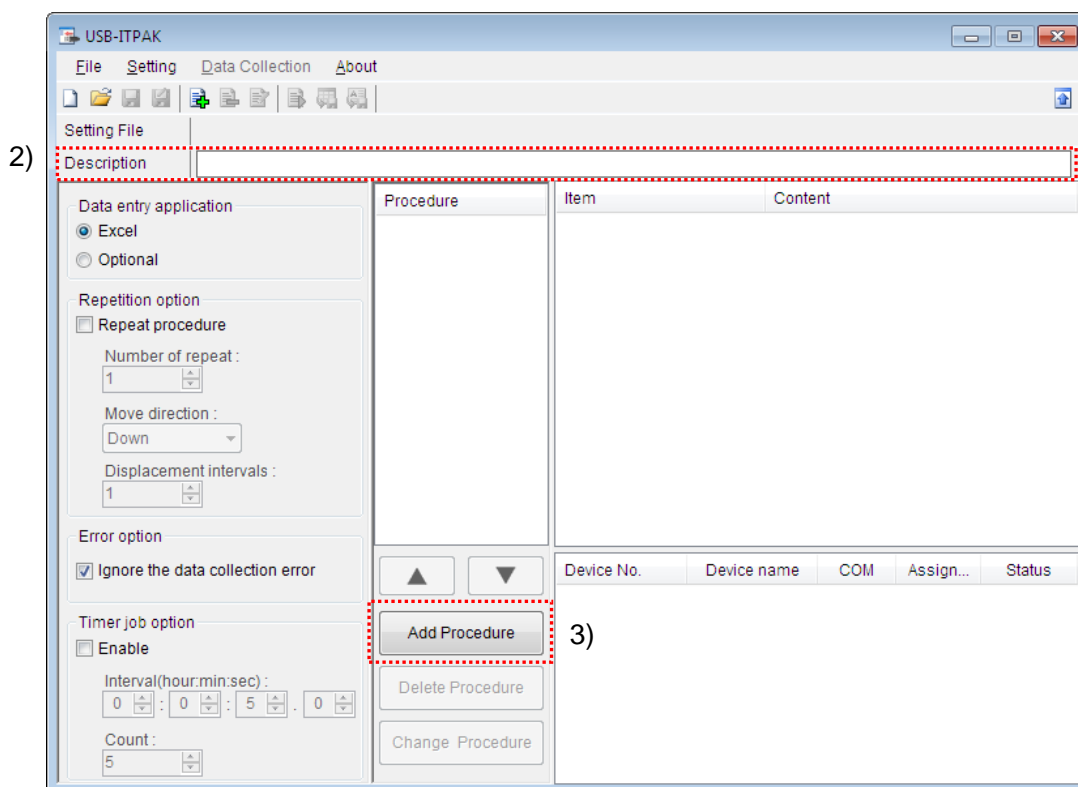 USB-ITPAK
File Setting Data Collection About
Setting File
2)
Description
Data entry application
Excel
Optional
Repetition option
Repeat procedure
Number of repeat :
1
Move direction :
Down
Displacement intervals :
1
Error option
Ignore the data collection error
Timer job option
Enable
Interval(hour:min:sec) :
0 : 0 : 5 . 0
Count :
5
Procedure
Add Procedure
3)
Delete Procedure
Change Procedure
Item Content
Device No. Device name COM Assign... Status